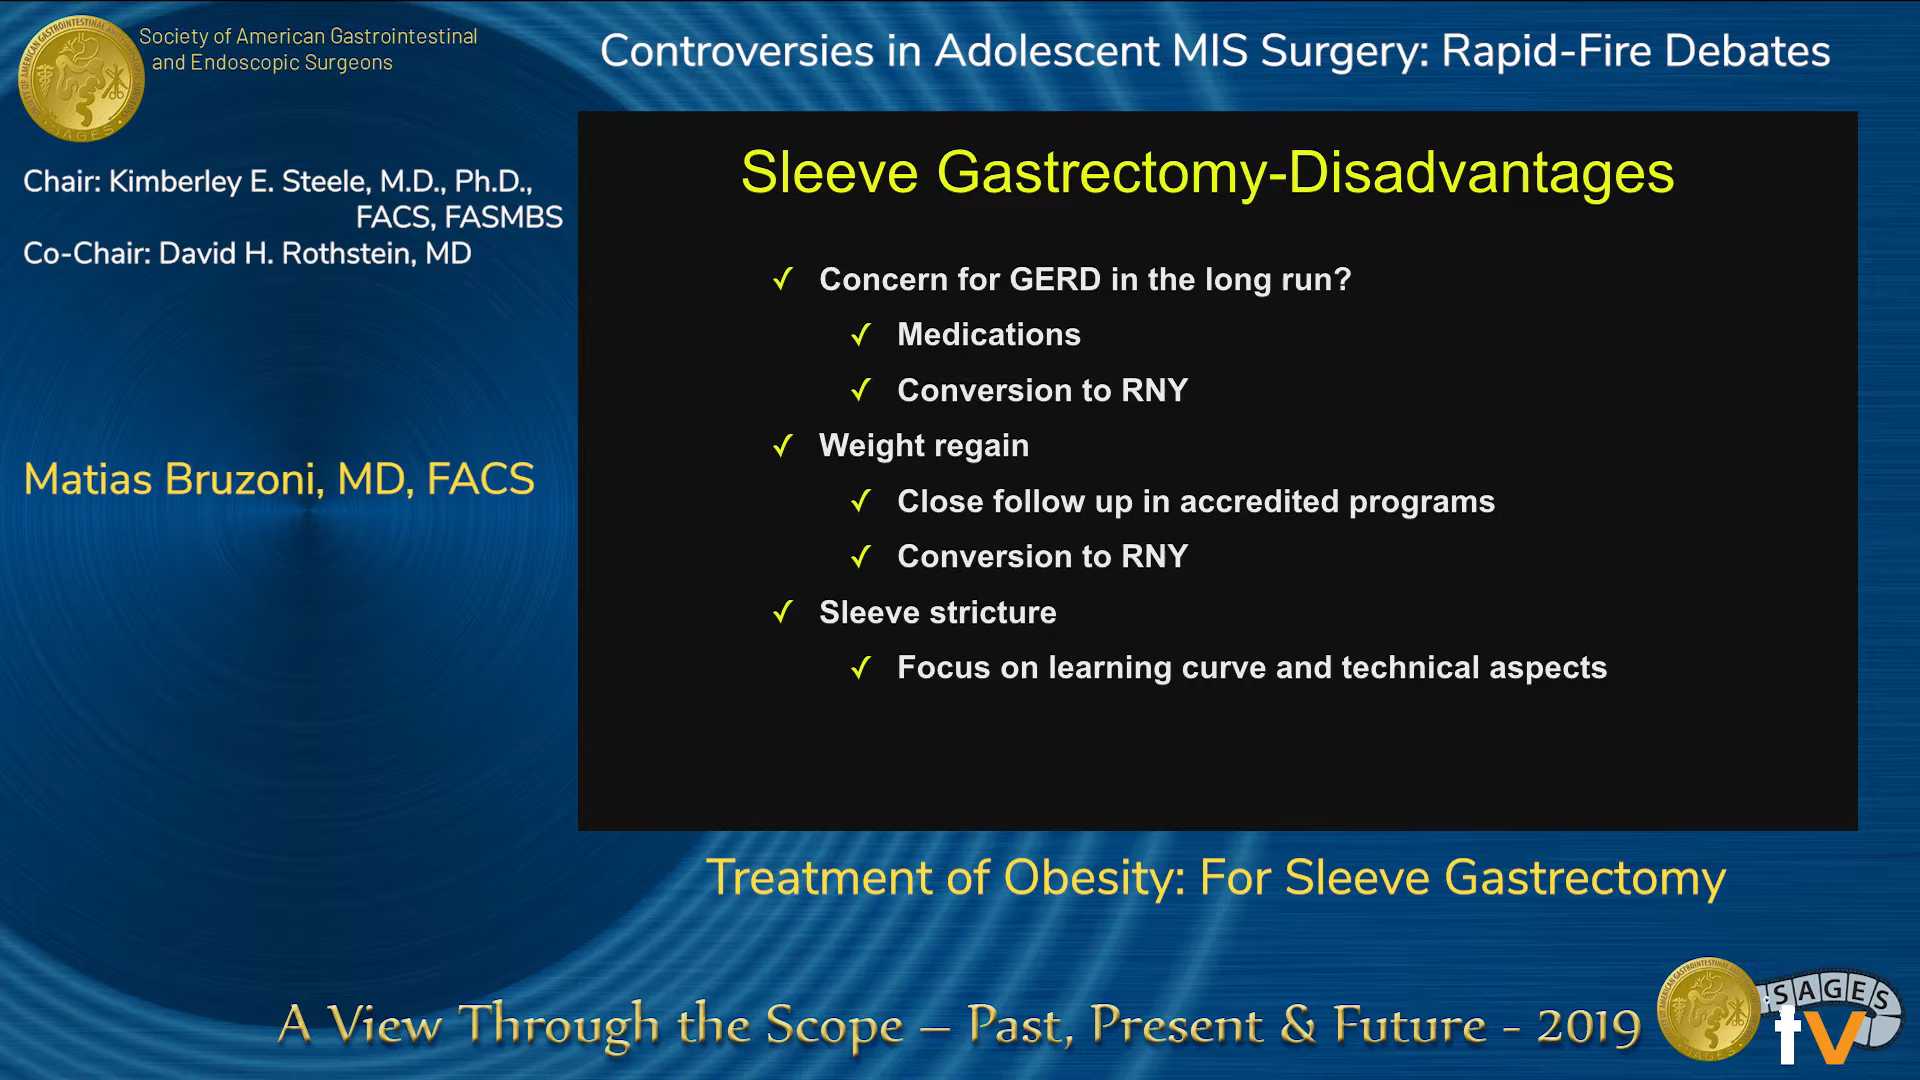 Society of American Gastrointestinal
and Endoscopic Surgeons
Controversies in Adolescent MIS Surgery: Rapid-Fire Debates
Chair: Kimberley E. Steele, M.D., Ph.D.,
FACS, FASMBS
Co-Chair: David H. Rothstein, MD
Matias Bruzoni, MD, FACS
Sleeve Gastrectomy-Disadvantages
✓ Concern for GERD in the long run?
✓ Medications
✓ Conversion to RNY
✓ Weight regain
✓ Close follow up in accredited programs
✓ Conversion to RNY
✓ Sleeve stricture
✓ Focus on learning curve and technical aspects
Treatment of Obesity: For Sleeve Gastrectomy
A View Through the Scope – Past, Present & Future - 2019
SAGES
tv